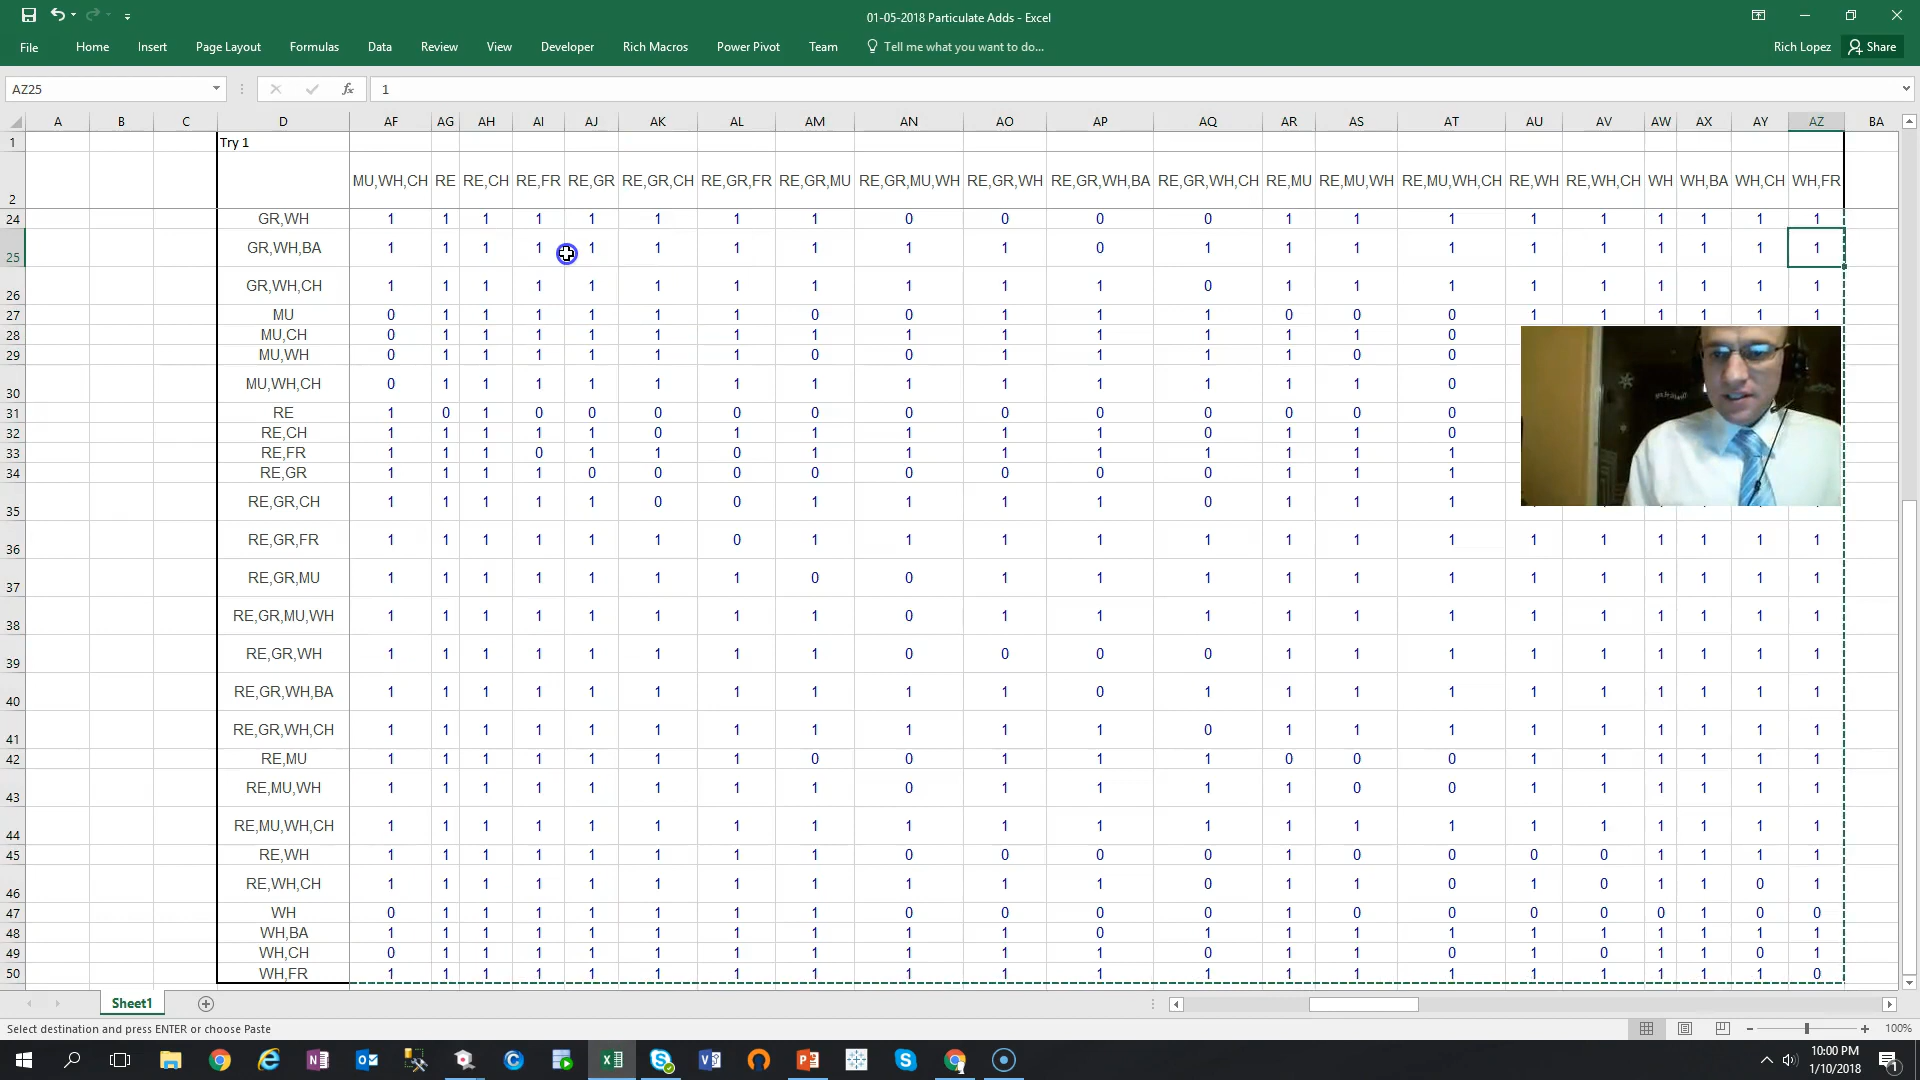 01-05-2018 Particulate Adds - Excel
File Home Insert Page Layout Formulas Data Review View Developer Rich Macros Power Pivot Team Tell me what you want to do... Rich Lopez Share
AZ25 fx 1
A B C D AF AG AH AI AJ AK AL AM AN AO AP AQ AR AS AT AU AV AW AX AY AZ BA
1 Try 1
2 MU,WH,CH RE RE,CH RE,FR RE,GR RE,GR,CH RE,GR,FR RE,GR,MU RE,GR,MU,WH RE,GR,WH RE,GR,WH,BA RE,GR,WH,CH RE,MU RE,MU,WH RE,MU,WH,CH RE,WH RE,WH,CH WH WH,BA WH,CH WH,FR
24 GR,WH 1 1 1 1 1 1 1 1 0 0 0 0 1 1 1 1 1 1 1 1 1
25 GR,WH,BA 1 1 1 1 1 1 1 1 1 1 0 1 1 1 1 1 1 1 1 1 1
26 GR,WH,CH 1 1 1 1 1 1 1 1 1 1 1 0 1 1 1 1 1 1 1 1 1
27 MU 0 1 1 1 1 1 1 0 0 1 1 1 0 0 0 1 1 1 1 1 1
28 MU,CH 0 1 1 1 1 1 1 1 1 1 1 1 1 1 0
29 MU,WH 0 1 1 1 1 1 1 0 0 1 1 1 1 0 0
30 MU,WH,CH 0 1 1 1 1 1 1 1 1 1 1 1 1 1 0
31 RE 1 0 1 0 0 0 0 0 0 0 0 0 0 0 0
32 RE,CH 1 1 1 1 1 0 1 1 1 1 1 0 1 1 0
33 RE,FR 1 1 1 0 1 1 0 1 1 1 1 1 1 1 1
34 RE,GR 1 1 1 1 0 0 0 0 0 0 0 0 1 1 1
35 RE,GR,CH 1 1 1 1 1 0 0 1 1 1 1 0 1 1 1
36 RE,GR,FR 1 1 1 1 1 1 0 1 1 1 1 1 1 1 1 1 1 1 1 1 1
37 RE,GR,MU 1 1 1 1 1 1 1 0 0 1 1 1 1 1 1 1 1 1 1 1 1
38 RE,GR,MU,WH 1 1 1 1 1 1 1 1 0 1 1 1 1 1 1 1 1 1 1 1 1
39 RE,GR,WH 1 1 1 1 1 1 1 1 0 0 0 0 1 1 1 1 1 1 1 1 1
40 RE,GR,WH,BA 1 1 1 1 1 1 1 1 1 1 0 1 1 1 1 1 1 1 1 1 1
41 RE,GR,WH,CH 1 1 1 1 1 1 1 1 1 1 1 0 1 1 1 1 1 1 1 1 1
42 RE,MU 1 1 1 1 1 1 1 0 0 1 1 1 0 0 0 1 1 1 1 1 1
43 RE,MU,WH 1 1 1 1 1 1 1 1 0 1 1 1 1 0 0 1 1 1 1 1 1
44 RE,MU,WH,CH 1 1 1 1 1 1 1 1 1 1 1 1 1 1 1 1 1 1 1 1 1
45 RE,WH 1 1 1 1 1 1 1 1 0 0 0 0 1 0 0 0 0 1 1 1 1
46 RE,WH,CH 1 1 1 1 1 1 1 1 1 1 1 0 1 1 0 1 0 1 1 0 1
47 WH 0 1 1 1 1 1 1 1 0 0 0 0 1 0 0 0 0 0 1 0 0
48 WH,BA 1 1 1 1 1 1 1 1 1 1 0 1 1 1 1 1 1 1 1 1 1
49 WH,CH 0 1 1 1 1 1 1 1 1 1 1 0 1 1 0 1 0 1 1 0 1
50 WH,FR 1 1 1 1 1 1 1 1 1 1 1 1 1 1 1 1 1 1 1 1 0
Sheet1
Select destination and press ENTER or choose Paste 100%
10:00 PM
1/10/2018